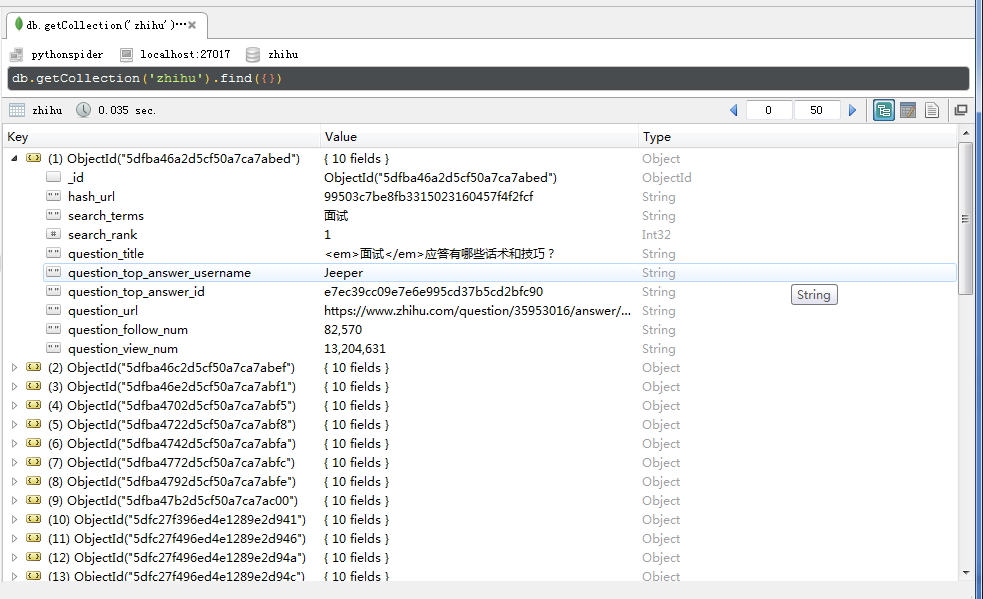 db.getCollection('zhihu')⋯
pythonspider localhost:27017 zhihu
db.getCollection('zhihu').find({})
zhihu 0.035 sec. 0 50
Key Value Type
(1) ObjectId("5dfba46a2d5cf50a7ca7abed") { 10 fields } Object
_id ObjectId("5dfba46a2d5cf50a7ca7abed") ObjectId
hash_url 99503c7be8fb3315023160457f4f2fcf String
search_terms 面试 String
search_rank 1 Int32
question_title <em>面试</em>应答有哪些话术和技巧？ String
question_top_answer_username Jeeper String
question_top_answer_id e7ec39cc09e7e6e995cd37b5cd2bfc90 String
String
question_url https://www.zhihu.com/question/35953016/answer/... String
question_follow_num 82,570 String
question_view_num 13,204,631 String
(2) ObjectId("5dfba46c2d5cf50a7ca7abef") { 10 fields } Object
(3) ObjectId("5dfba46e2d5cf50a7ca7abf1") { 10 fields } Object
(4) ObjectId("5dfba4702d5cf50a7ca7abf5") { 10 fields } Object
(5) ObjectId("5dfba4722d5cf50a7ca7abf8") { 10 fields } Object
(6) ObjectId("5dfba4742d5cf50a7ca7abfa") { 10 fields } Object
(7) ObjectId("5dfba4772d5cf50a7ca7abfc") { 10 fields } Object
(8) ObjectId("5dfba4792d5cf50a7ca7abfe") { 10 fields } Object
(9) ObjectId("5dfba47b2d5cf50a7ca7ac00") { 10 fields } Object
(10) ObjectId("5dfc27f396ed4e1289e2d941") { 10 fields } Object
(11) ObjectId("5dfc27f496ed4e1289e2d946") { 10 fields } Object
(12) ObjectId("5dfc27f496ed4e1289e2d94a") { 10 fields } Object
(13) ObjectId("5dfc27f496ed4e1289e2d94c") { 10 fields } Object